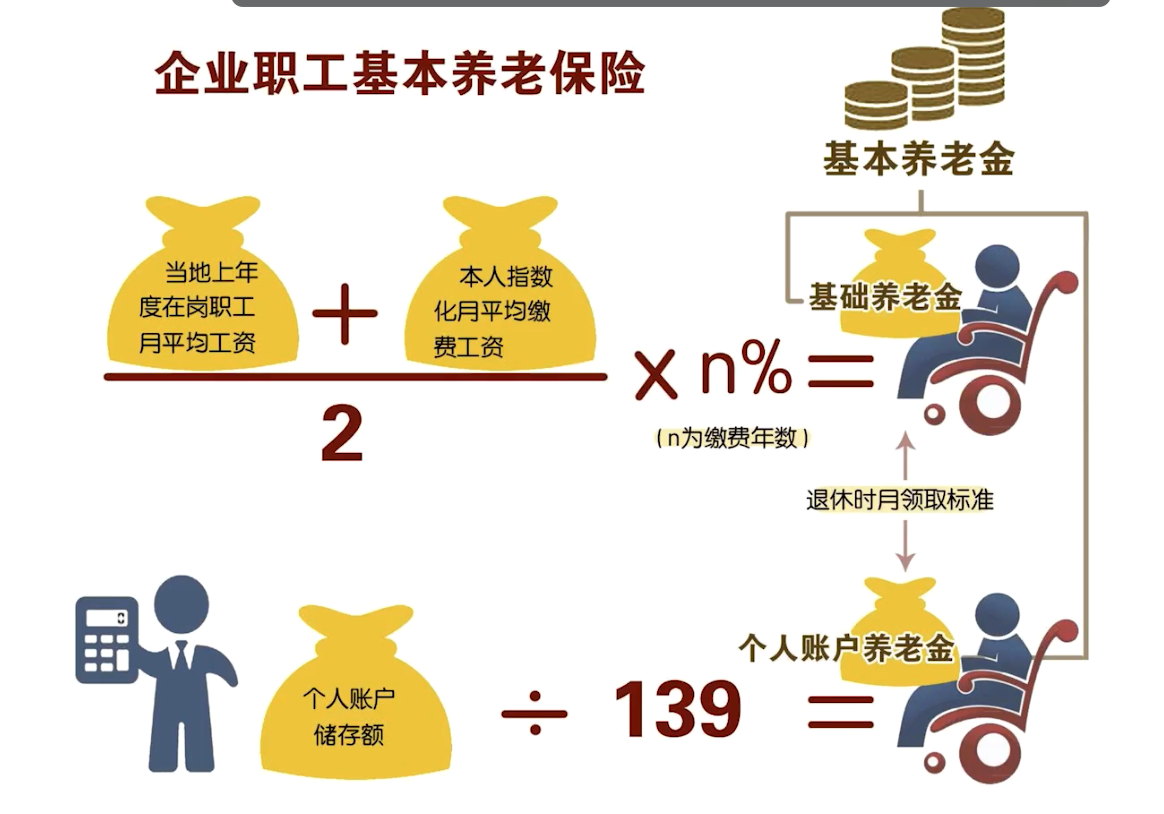 企业职工基本养老保险
基本养老金
当地上年
度在岗职工
月平均工资
+
本人指数
化月平均缴
费工资
2
x n% =
(n为缴费年数)
基础养老金
退休时月领取标准
0
个人账户
储存额
÷ 139 =
个人账户养老金